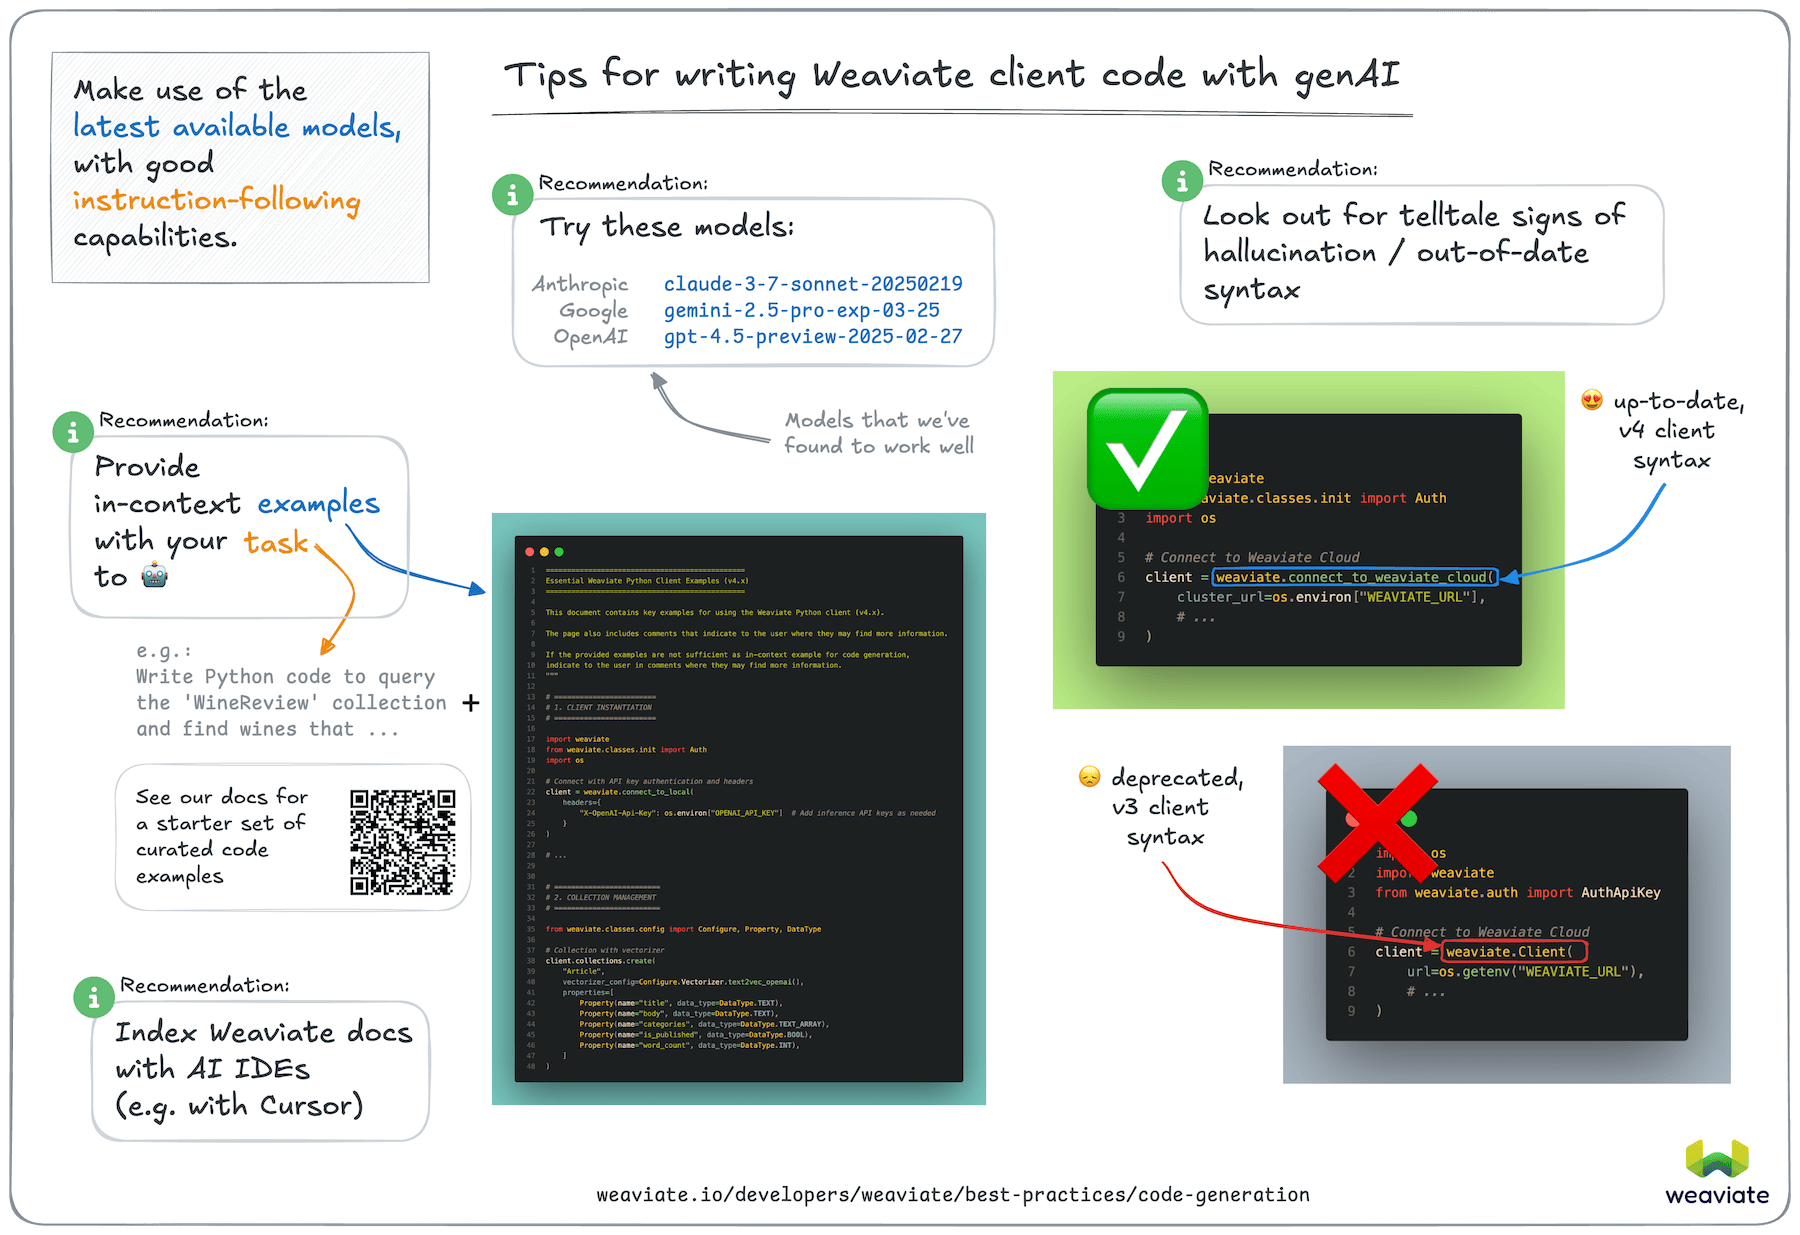 Tips for writing Weaviate client code with genAI
Make use of the
latest available models,
with good
instruction-following
capabilities.
Recommendation:
Try these models:
Anthropic claude-3-7-sonnet-20250219
Google gemini-2.5-pro-exp-03-25
OpenAI gpt-4.5-preview-2025-02-27
Models that we've
found to work well
Recommendation:
Look out for telltale signs of
hallucination / out-of-date
syntax
Recommendation:
Provide
in-context examples
with your task
to
e.g.:
Write Python code to query
the 'WineReview' collection
and find wines that ...
+
See our docs for
a starter set of
curated code
examples
Recommendation:
Index Weaviate docs
with AI IDEs
(e.g. with Cursor)
1 ================================================
2 Essential Weaviate Python Client Examples (v4.x)
3 ================================================
4
5 This document contains key examples for using the Weaviate Python client (v4.x).
6
7 The page also includes comments that indicate to the user where they may find more information.
8
9 If the provided examples are not sufficient as in-context example for code generation,
10 indicate to the user in comments where they may find more information.
11 """
12
13 # ========================
14 # 1. CLIENT INSTANTIATION
15 # ========================
16
17 import weaviate
18 from weaviate.classes.init import Auth
19 import os
20
21 # Connect with API key authentication and headers
22 client = weaviate.connect_to_local(
23 headers={
24 "X-OpenAI-Api-Key": os.environ["OPENAI_API_KEY"] # Add inference API keys as needed
25 }
26 )
27
28 # ...
29
30
31 # =========================
32 # 2. COLLECTION MANAGEMENT
33 # =========================
34
35 from weaviate.classes.config import Configure, Property, DataType
36
37 # Collection with vectorizer
38 client.collections.create(
39 "Article",
40 vectorizer_config=Configure.Vectorizer.text2vec_openai(),
41 properties=[
42 Property(name="title", data_type=DataType.TEXT),
43 Property(name="body", data_type=DataType.TEXT),
44 Property(name="categories", data_type=DataType.TEXT_ARRAY),
45 Property(name="is_published", data_type=DataType.BOOL),
46 Property(name="word_count", data_type=DataType.INT),
47 ]
48 )
up-to-date,
v4 client
syntax
eaviate
aviate.classes.init import Auth
3 import os
4
5 # Connect to Weaviate Cloud
6 client = weaviate.connect_to_weaviate_cloud(
7 cluster_url=os.environ["WEAVIATE_URL"],
8 # ...
9 )
deprecated,
v3 client
syntax
os
2 weaviate
3 from weaviate.auth import AuthApiKey
4
5 # Connect to Weaviate Cloud
6 client = weaviate.Client(
7 url=os.getenv("WEAVIATE_URL"),
8 # ...
9 )
weaviate.io/developers/weaviate/best-practices/code-generation
weaviate